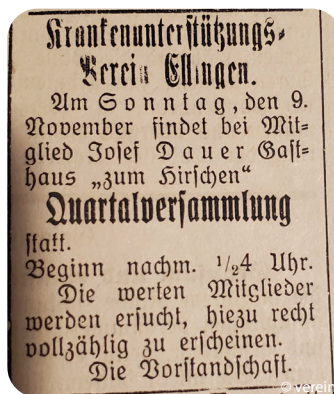 Krankenunterstützungs-
Verein Ellingen.
Am Sonntag, den 9.
November findet bei Mit-
glied Josef Dauer Gast-
haus „zum Hirschen“
Quartalversammlung
statt.
Beginn nachm. 1/24 Uhr.
Die werten Mitglieder
werden ersucht, hiezu recht
vollzählig zu erscheinen.
Die Vorstandschaft.
© verein